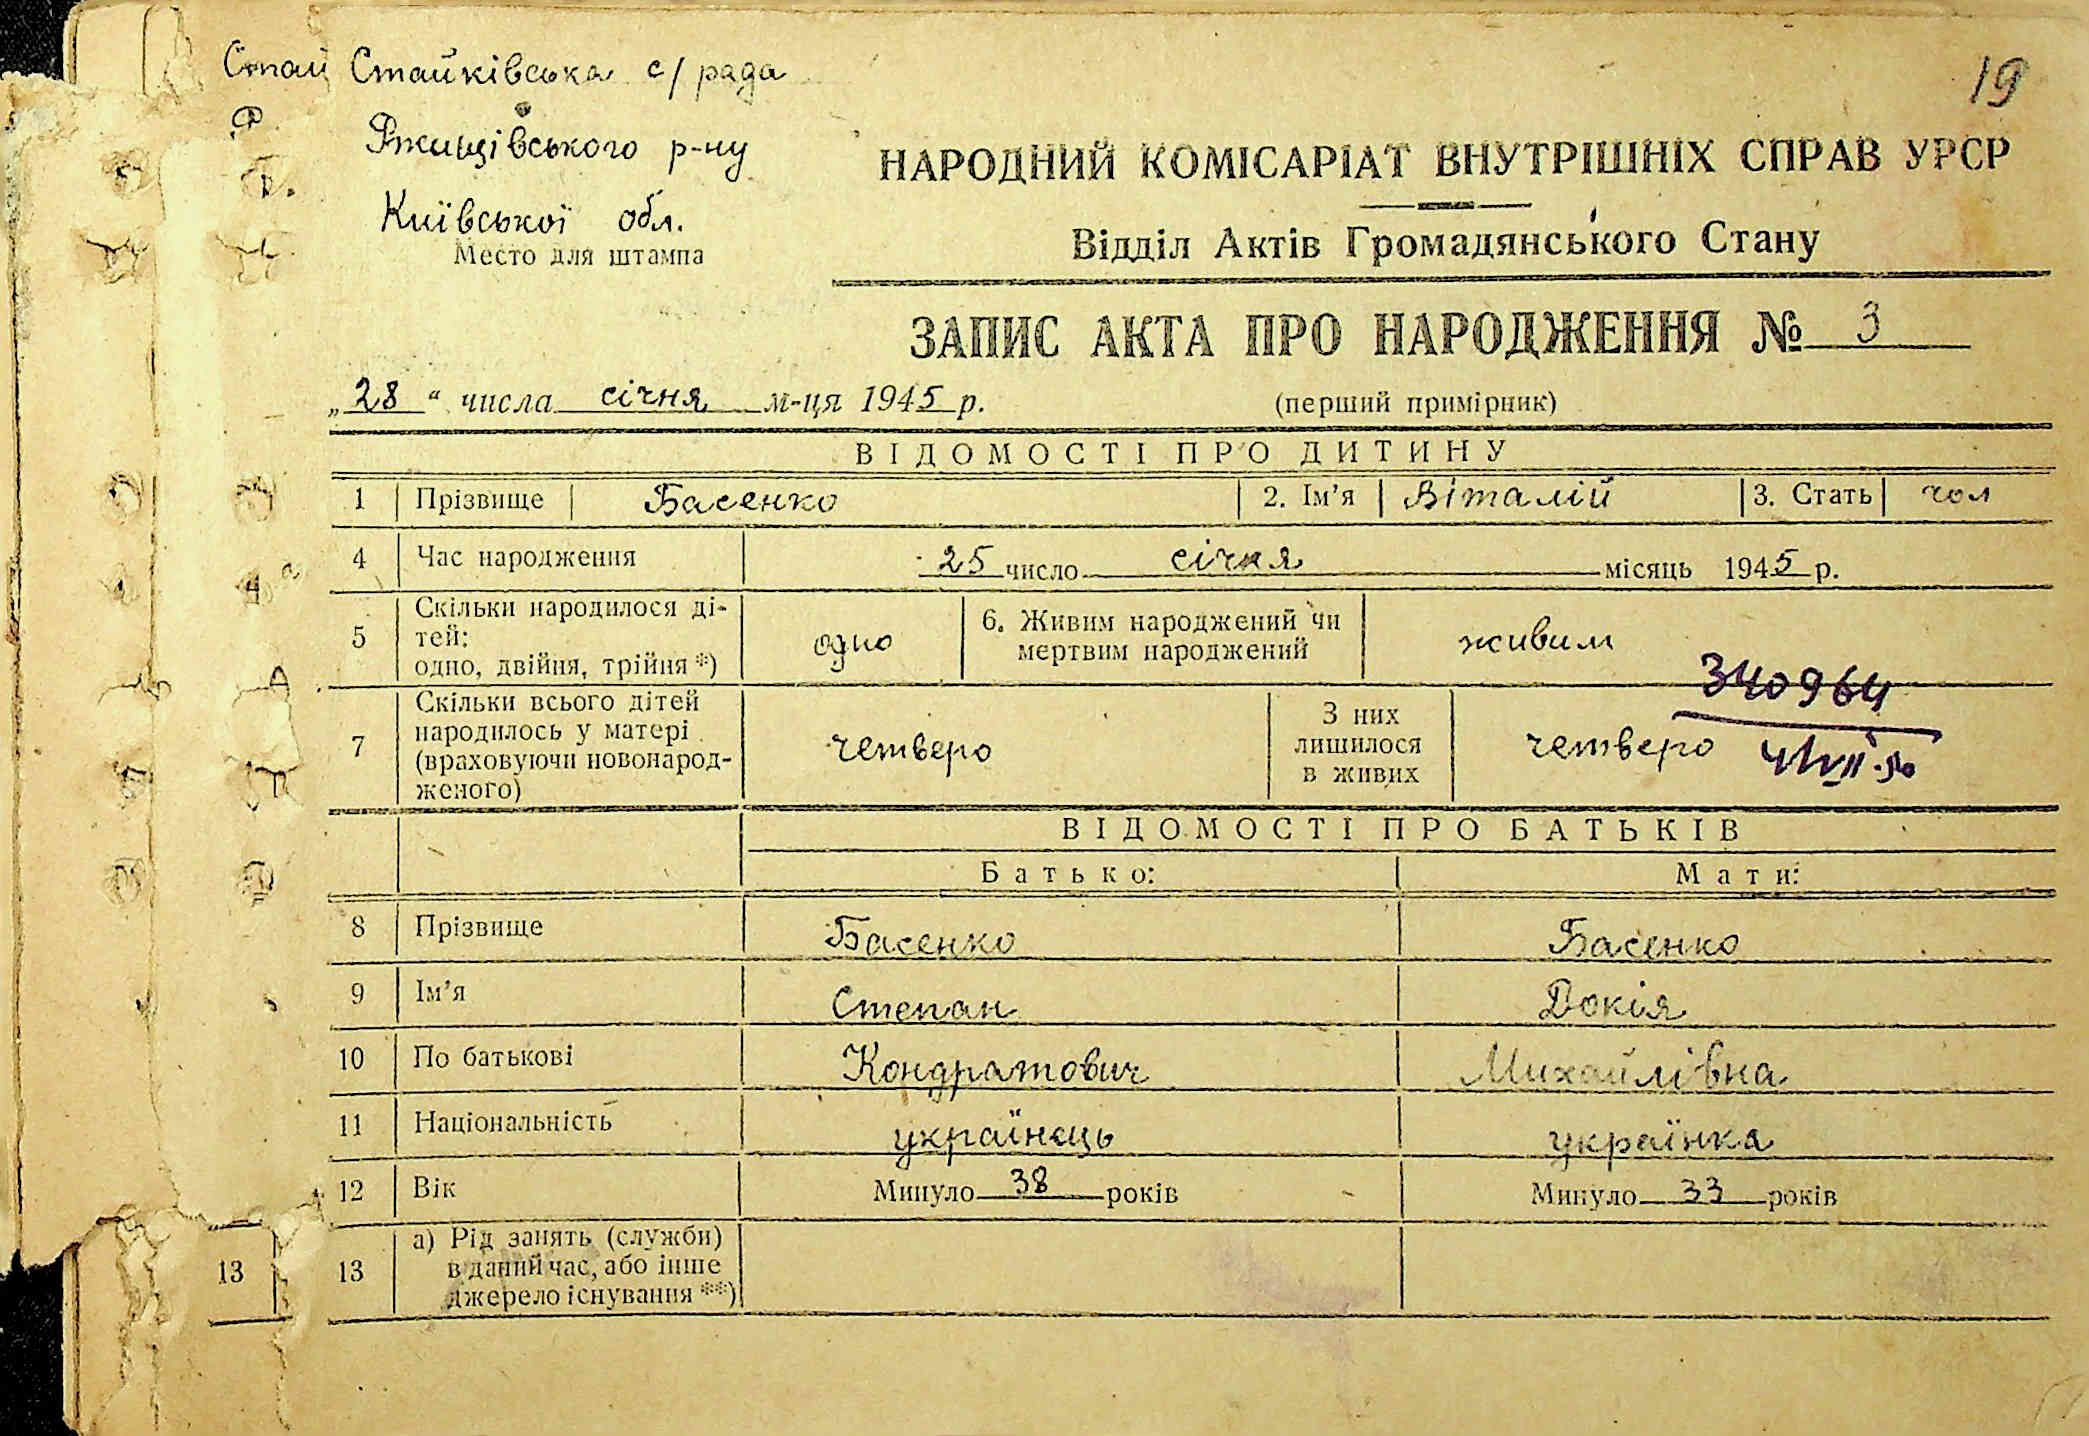 Стай Стайківська с/рада
Р Ржищівського р-ну
Київської обл.
Место для штампа
19
НАРОДНИЙ КОМІСАРІАТ ВНУТРІШНІХ СПРАВ УРСР
Відділ Актів Громадянського Стану
ЗАПИС АКТА ПРО НАРОДЖЕННЯ № 3
„28“ числа січня м-ця 1945 р. (перший примірник)
ВІДОМОСТІ ПРО ДИТИНУ
1 Прізвище Басенко 2. Ім'я Віталій 3. Стать чол
4 Час народження 25 число січня місяць 1945 р.
5 Скільки народилося ді-
тей:
одно, двійня, трійня *) одно 6. Живим народжений чи
мертвим народжений живим
340964
7 Скільки всього дітей
народилось у матері
(враховуючи новонарод-
женого) четверо З них
лишилося
в живих четверо
ВІДОМОСТІ ПРО БАТЬКІВ
Батько: Мати:
8 Прізвище Басенко Басенко
9 Ім'я Степан Докія
10 По батькові Кондратович Михайлівна
11 Національність українець українка
12 Вік Минуло 38 років Минуло 33 років
13 13 а) Рід занять (служби)
в даний час, або інше
джерело існування **)